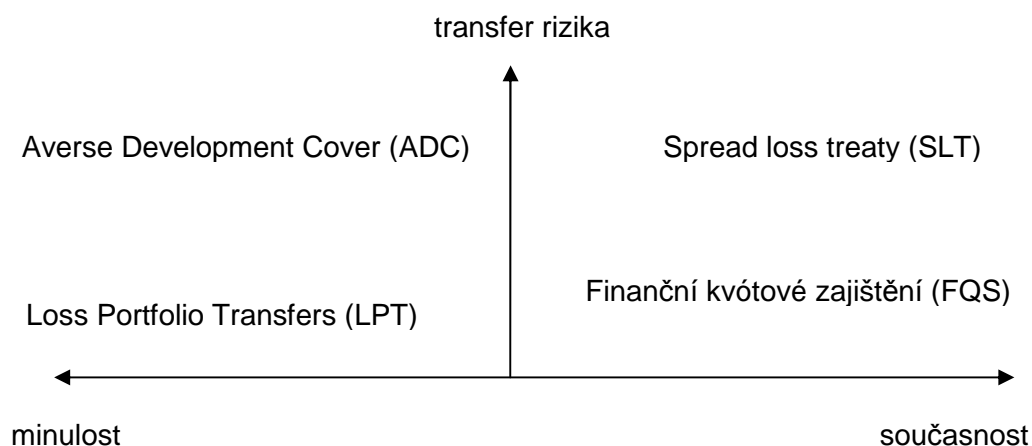 transfer rizika
Averse Development Cover (ADC)
Spread loss treaty (SLT)
Finanční kvótové zajištění (FQS)
Loss Portfolio Transfers (LPT)
minulost
současnost